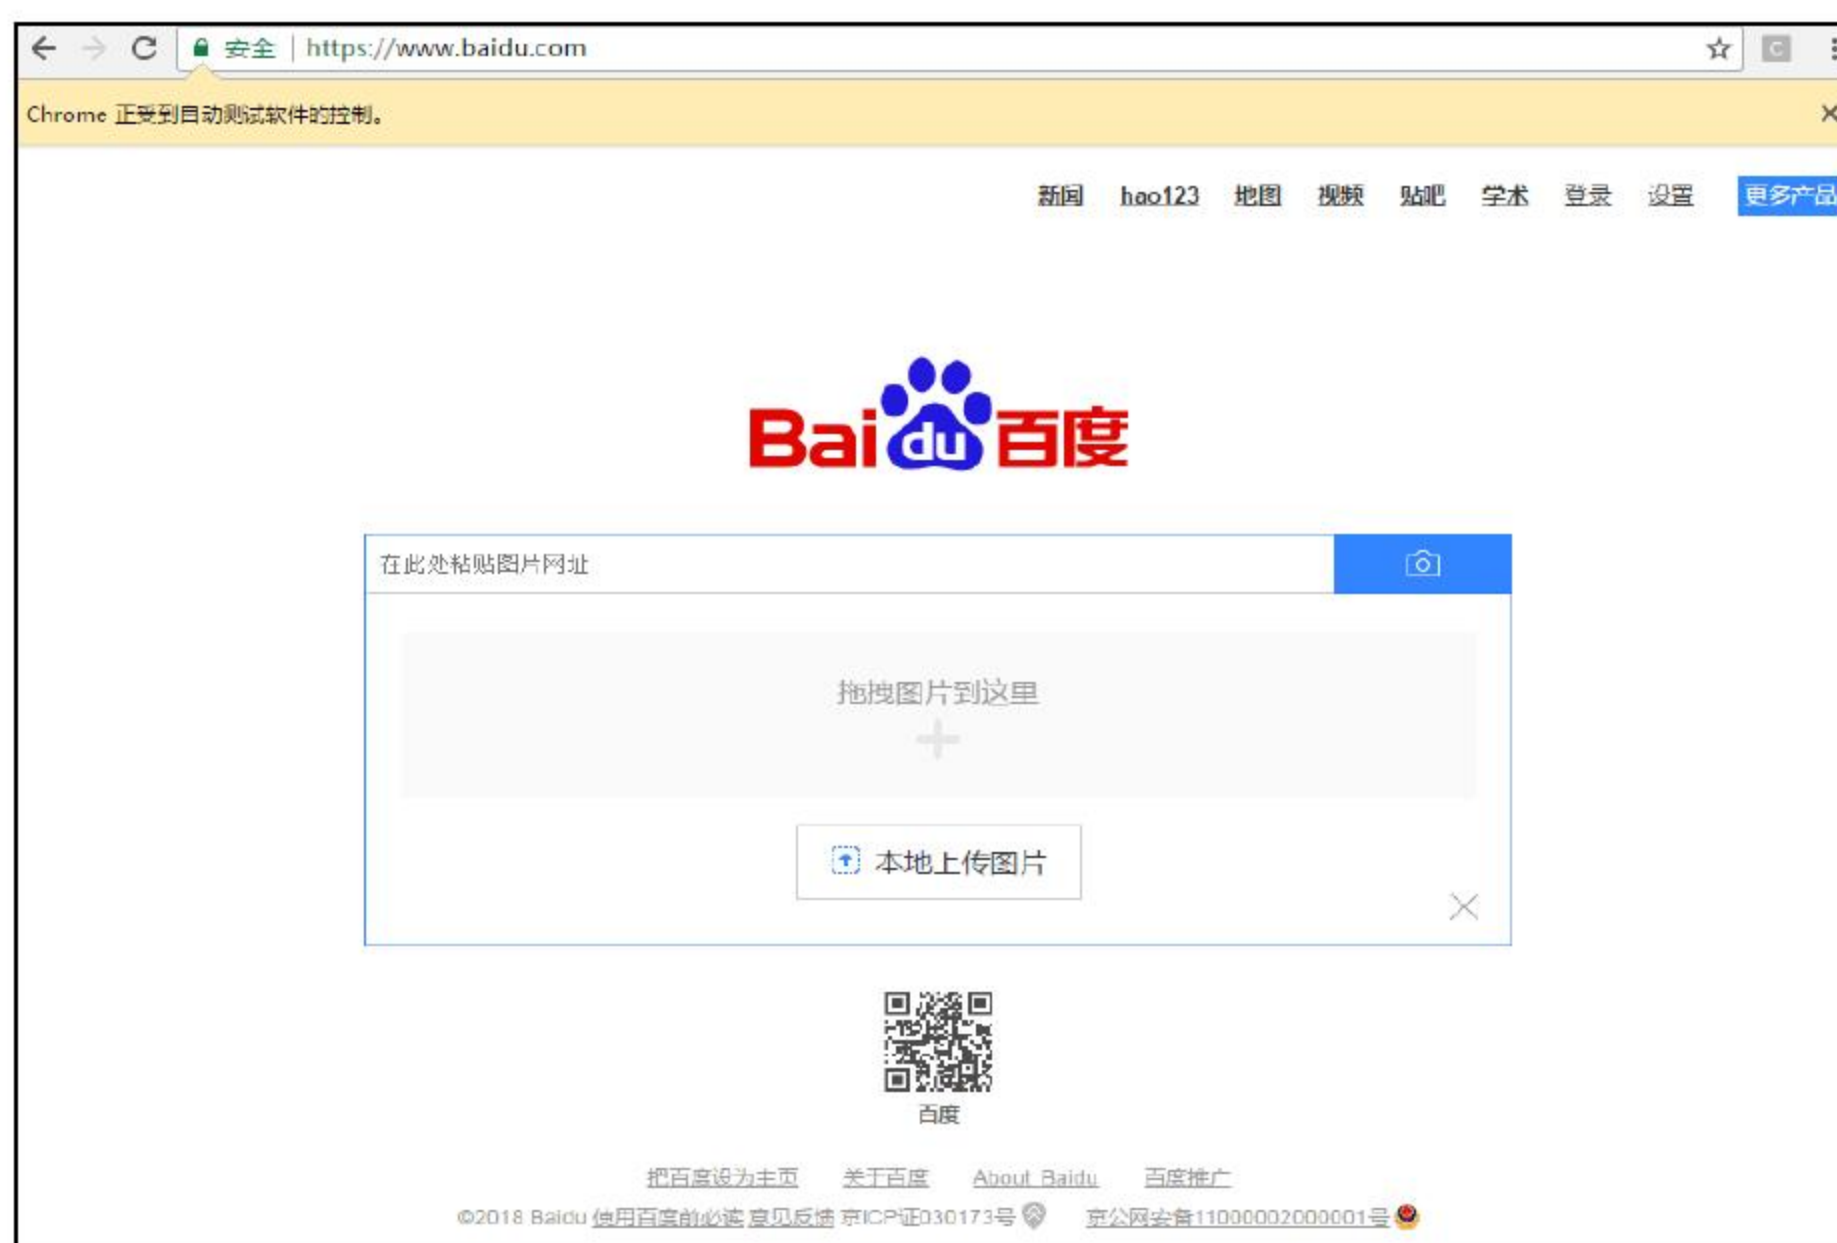 安全 | https://www.baidu.com
Chrome 正受到自动测试软件的控制。
新闻 hao123 地图 视频 贴吧 学术 登录 设置 更多产品
Bai du 百度
在此处粘贴图片网址
拖拽图片到这里
本地上传图片
百度
把百度设为主页 关于百度 About Baidu 百度推广
©2018 Baidu 使用百度前必读 意见反馈 京ICP证030173号 京公网安备11000002000001号